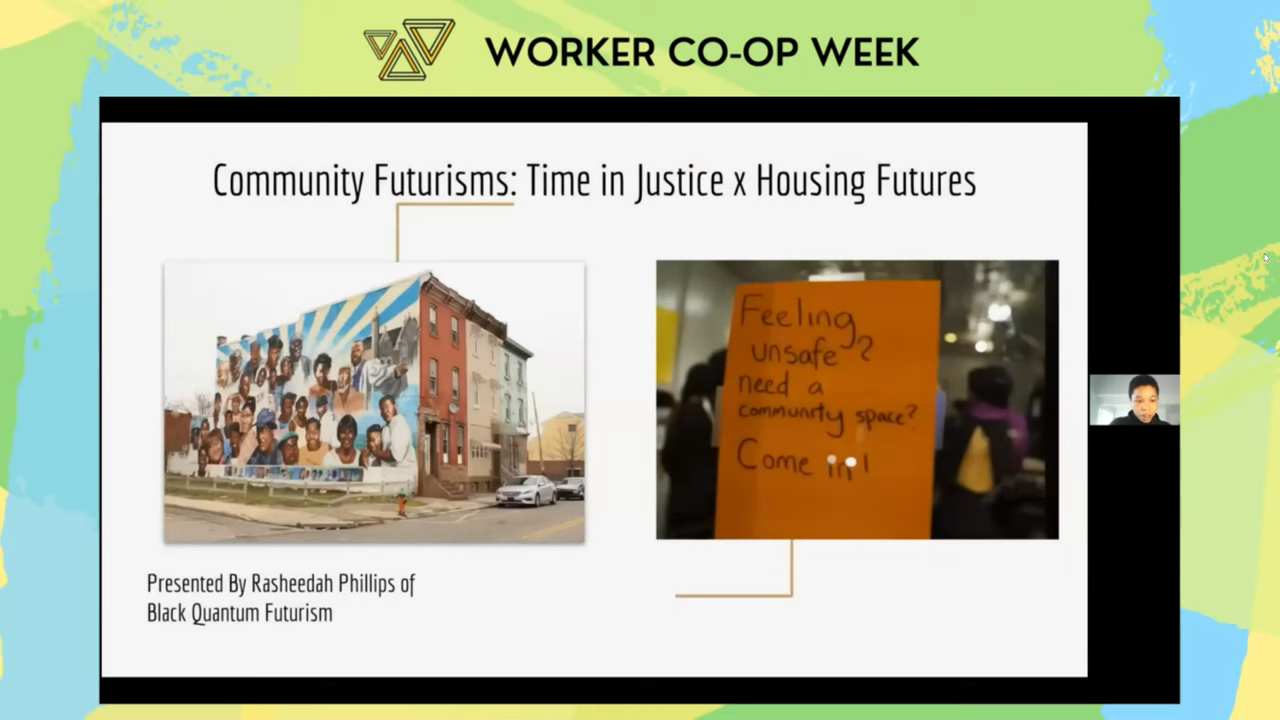 WORKER CO-OP WEEK
Community Futurisms: Time in Justice x Housing Futures
Feeling
unsafe?
need a
community space?
Come in!
Presented By Rasheedah Phillips of
Black Quantum Futurism